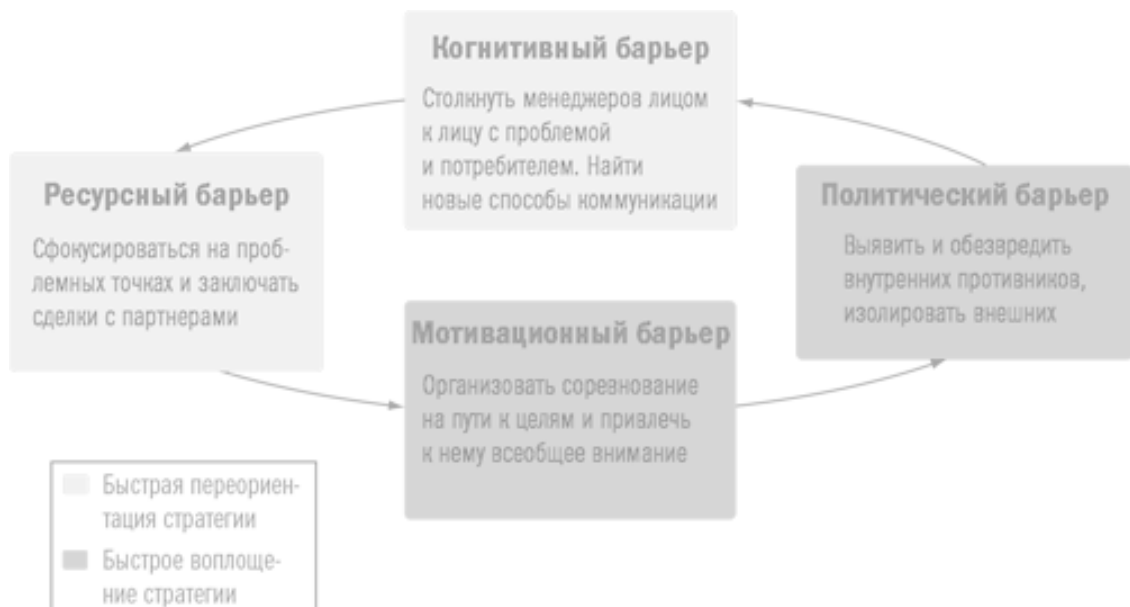 Когнитивный барьер
Столкнуть менеджеров лицом
к лицу с проблемой
и потребителем. Найти
новые способы коммуникации
Ресурсный барьер
Сфокусироваться на проб-
лемных точках и заключать
сделки с партнерами
Политический барьер
Выявить и обезвредить
внутренних противников,
изолировать внешних
Мотивационный барьер
Организовать соревнование
на пути к целям и привлечь
к нему всеобщее внимание
Быстрая переориен-
тация стратегии
Быстрое воплоще-
ние стратегии